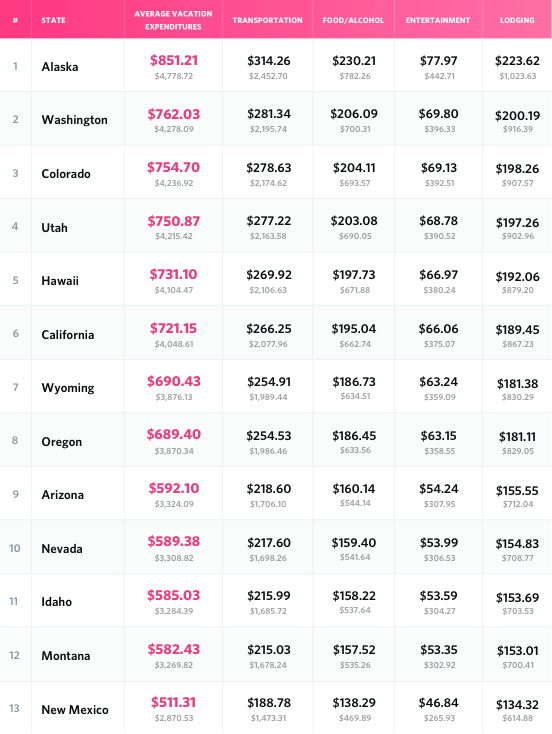 # STATE AVERAGE VACATION EXPENDITURES TRANSPORTATION FOOD/ALCOHOL ENTERTAINMENT LODGING
1 Alaska $851.21 $314.26 $230.21 $77.97 $223.62
$4,778.72 $2,452.70 $782.26 $442.71 $1,023.63
2 Washington $762.03 $281.34 $206.09 $69.80 $200.19
$4,278.09 $2,195.74 $700.31 $396.33 $916.39
3 Colorado $754.70 $278.63 $204.11 $69.13 $198.26
$4,236.92 $2,174.62 $693.57 $392.51 $907.57
4 Utah $750.87 $277.22 $203.08 $68.78 $197.26
$4,215.42 $2,163.58 $690.05 $390.52 $902.96
5 Hawaii $731.10 $269.92 $197.73 $66.97 $192.06
$4,104.47 $2,106.63 $671.88 $380.24 $879.20
6 California $721.15 $266.25 $195.04 $66.06 $189.45
$4,048.61 $2,077.96 $662.74 $375.07 $867.23
7 Wyoming $690.43 $254.91 $186.73 $63.24 $181.38
$3,876.13 $1,989.44 $634.51 $359.09 $830.29
8 Oregon $689.40 $254.53 $186.45 $63.15 $181.11
$3,870.34 $1,986.46 $633.56 $358.55 $829.05
9 Arizona $592.10 $218.60 $160.14 $54.24 $155.55
$3,324.09 $1,706.10 $544.14 $307.95 $712.04
10 Nevada $589.38 $217.60 $159.40 $53.99 $154.83
$3,308.82 $1,698.26 $541.64 $306.53 $708.77
11 Idaho $585.03 $215.99 $158.22 $53.59 $153.69
$3,284.39 $1,685.72 $537.64 $304.27 $703.53
12 Montana $582.43 $215.03 $157.52 $53.35 $153.01
$3,269.82 $1,678.24 $535.26 $302.92 $700.41
13 New Mexico $511.31 $188.78 $138.29 $46.84 $134.32
$2,870.53 $1,473.31 $469.89 $265.93 $614.88